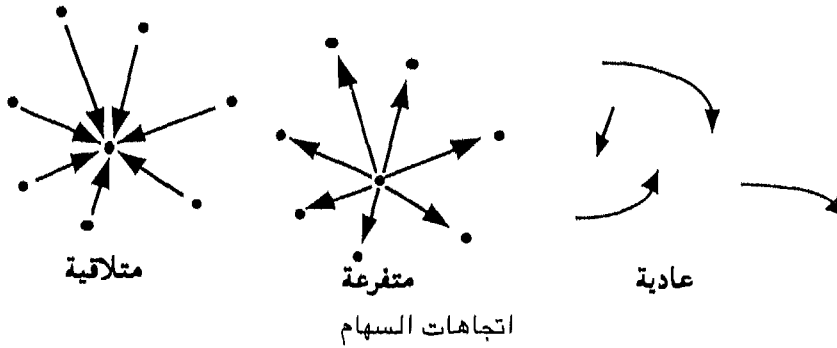 عادية
متفرعة
متلاقية
اتجاهات السهام